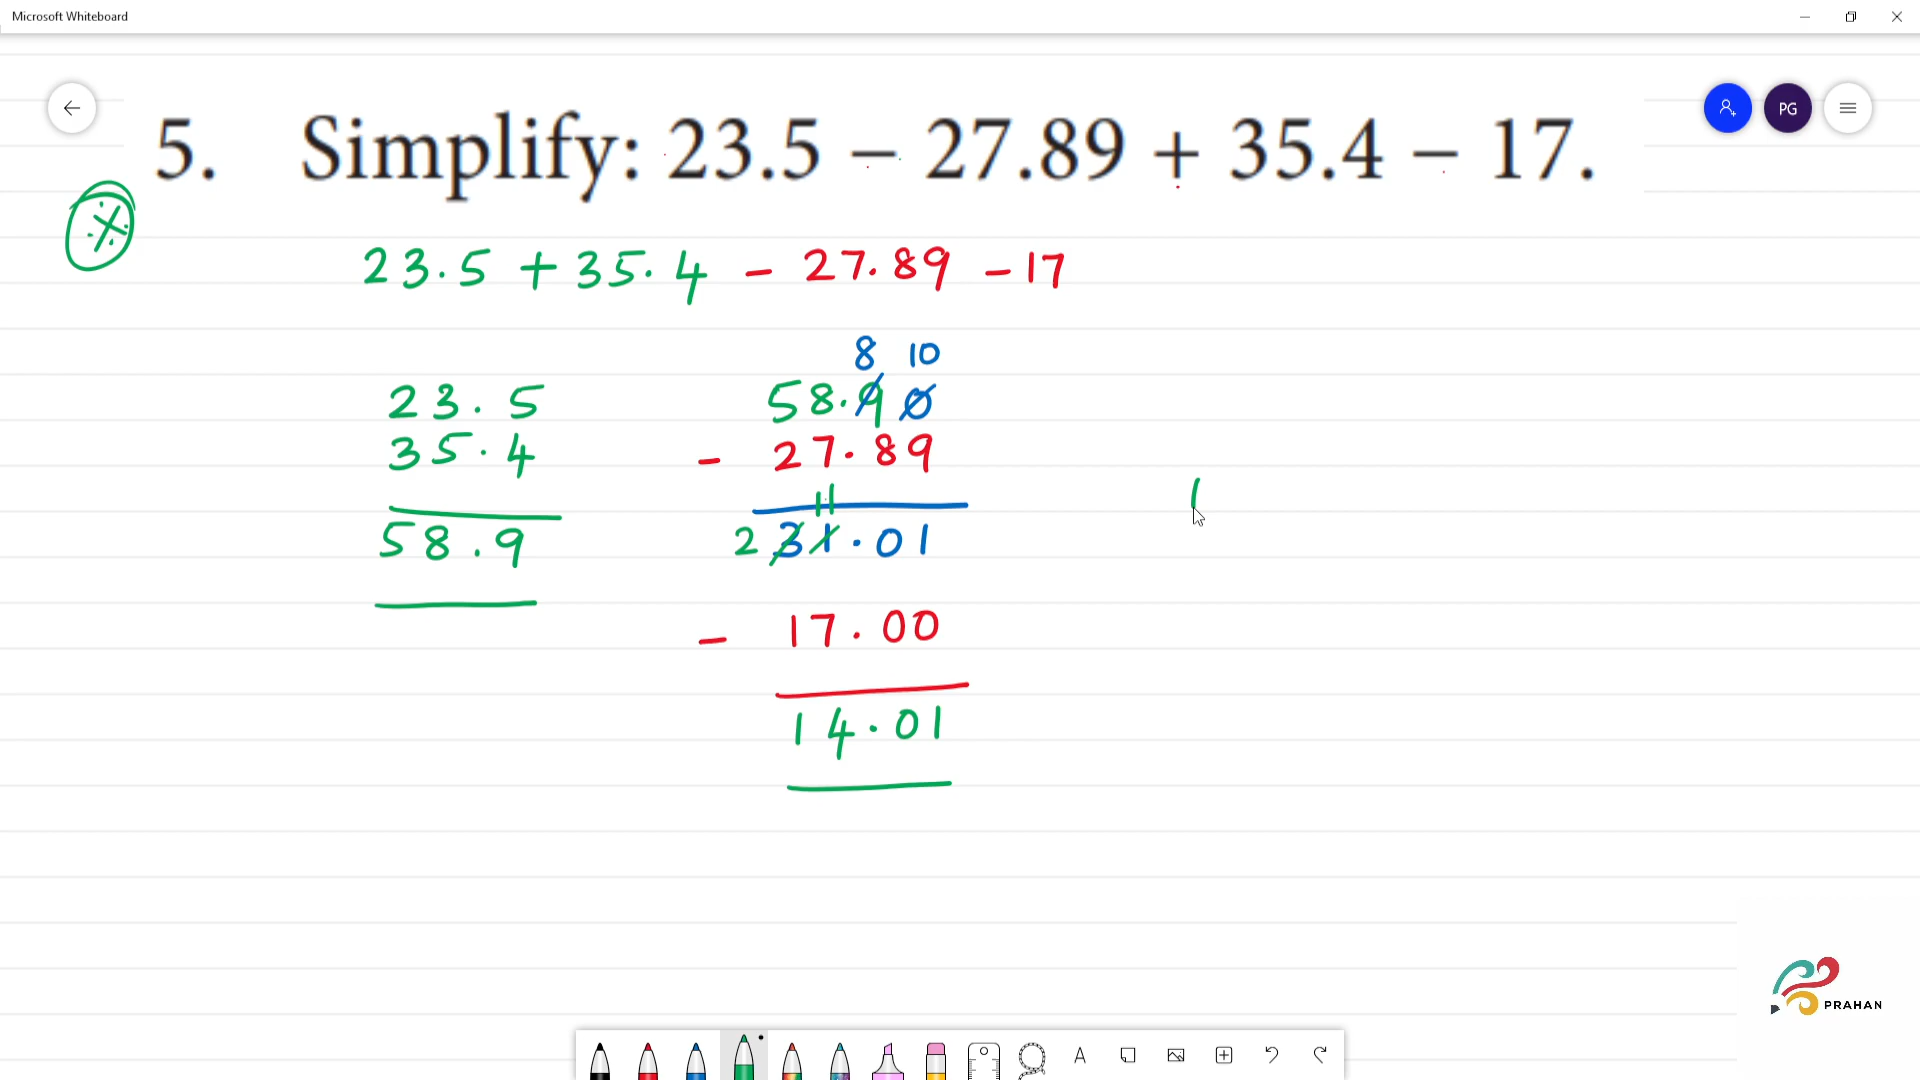 Microsoft Whiteboard
PG
5. Simplify: 23.5 − 27.89 + 35.4 − 17.
23.5 + 35.4 - 27.89 - 17
8 10
23.5
58.90
35.4
- 27.89
11
58.9
2 31.01
- 17.00
14.01
PRAHAN
A